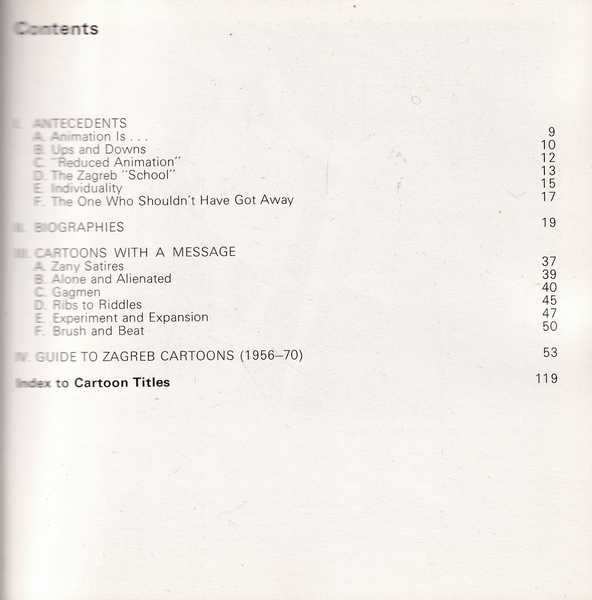 Contents
I. ANTECEDENTS
A. Animation Is . . . 9
B. Ups and Downs 10
C. "Reduced Animation" 12
D. The Zagreb "School" 13
E. Individuality 15
F. The One Who Shouldn't Have Got Away 17
II. BIOGRAPHIES 19
III. CARTOONS WITH A MESSAGE
A. Zany Satires 37
B. Alone and Alienated 39
C. Gagmen 40
D. Ribs to Riddles 45
E. Experiment and Expansion 47
F. Brush and Beat 50
IV. GUIDE TO ZAGREB CARTOONS (1956–70) 53
Index to Cartoon Titles 119